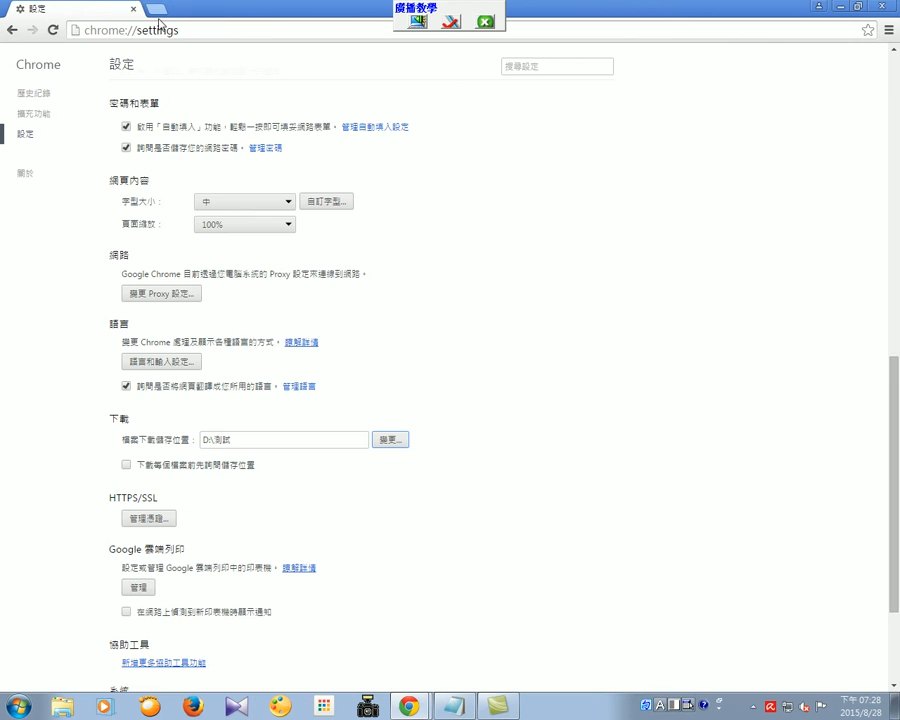 設定
廣播教學
chrome://settings
Chrome
設定
搜尋設定
歷史紀錄
擴充功能
設定
關於
密碼和表單
啟用「自動填入」功能，輕鬆一按即可填妥網路表單。 管理自動填入設定
詢問是否儲存您的網路密碼。 管理密碼
網頁內容
字型大小： 中 自訂字型...
頁面縮放： 100%
網路
Google Chrome 目前透過您電腦系統的 Proxy 設定來連線到網路。
變更 Proxy 設定...
語言
變更 Chrome 處理及顯示各種語言的方式。 瞭解詳情
語言和輸入設定...
詢問是否將網頁翻譯成您所用的語言。 管理語言
下載
檔案下載儲存位置： D:\測試 變更...
下載每個檔案前先詢問儲存位置
HTTPS/SSL
管理憑證...
Google 雲端列印
設定或管理 Google 雲端列印中的印表機。 瞭解詳情
管理
在網路上偵測到新印表機時顯示通知
協助工具
新增更多協助工具功能
系統
下午 07:28
2015/8/28